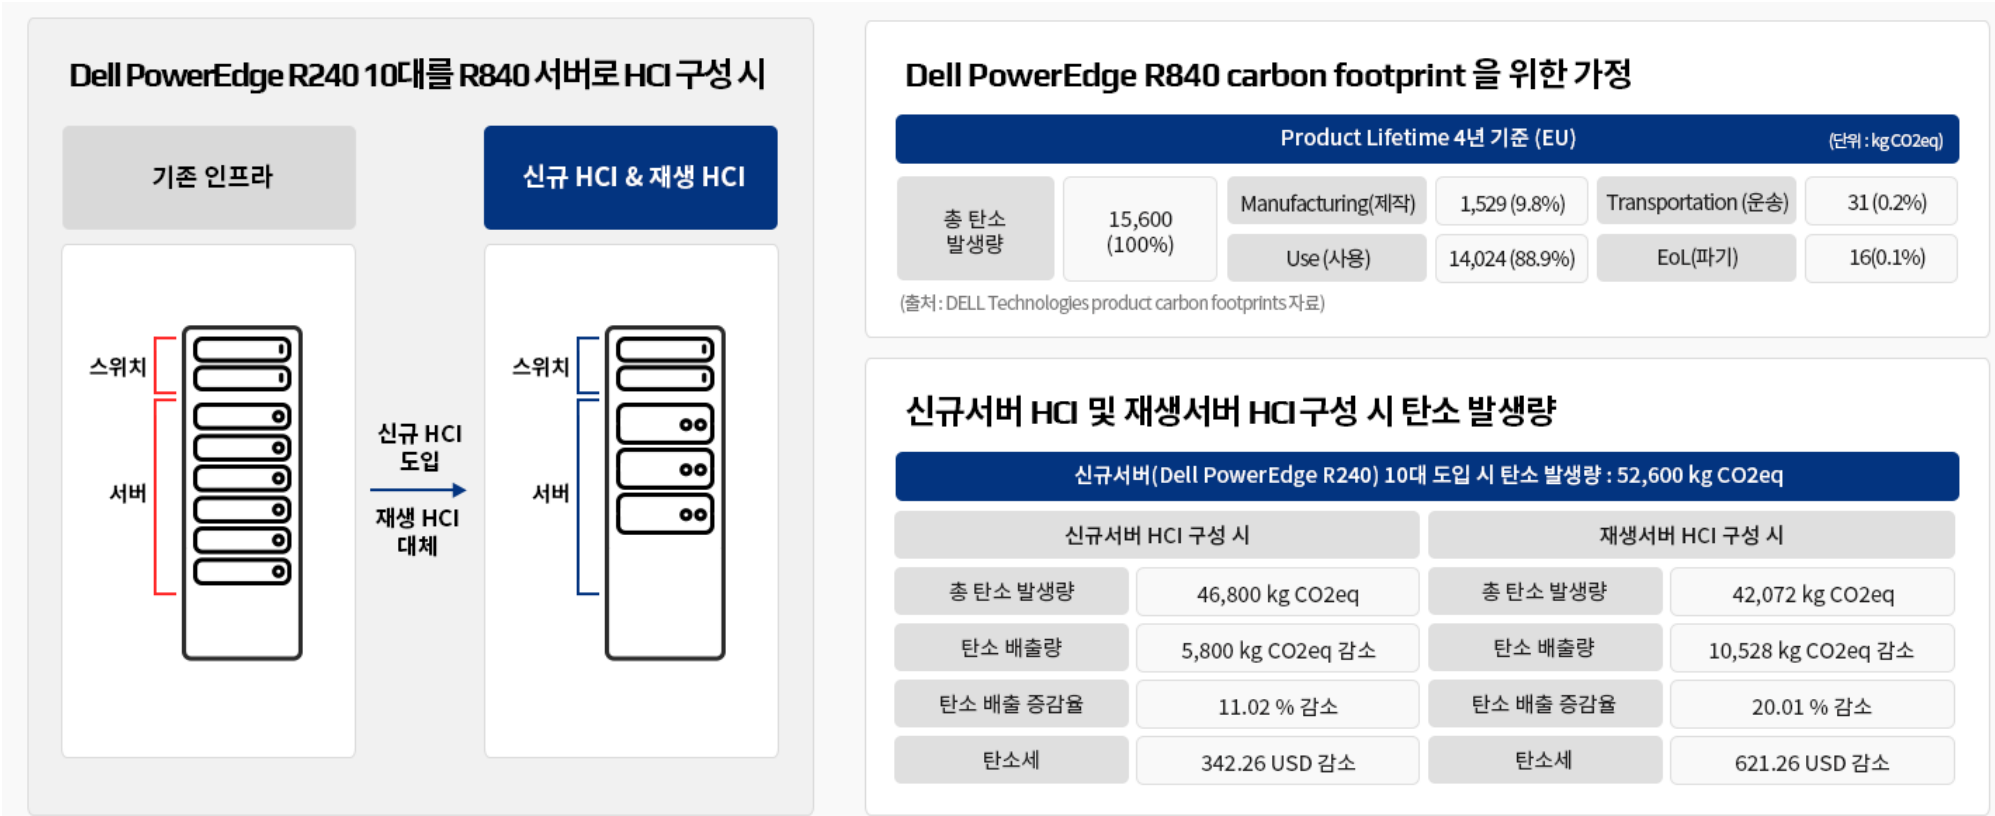 Dell PowerEdge R240 10대를 R840 서버로 HCI 구성 시
기존 인프라
신규 HCI & 재생 HCI
스위치
서버
신규 HCI
도입
재생 HCI
대체
스위치
서버
Dell PowerEdge R840 carbon footprint 을 위한 가정
Product Lifetime 4년 기준 (EU)
(단위 : kg CO2eq)
총 탄소
발생량
15,600
(100%)
Manufacturing(제작)
1,529 (9.8%)
Transportation (운송)
31 (0.2%)
Use (사용)
14,024 (88.9%)
EoL(파기)
16(0.1%)
(출처 : DELL Technologies product carbon footprints 자료)
신규서버 HCI 및 재생서버 HCI 구성 시 탄소 발생량
신규서버(Dell PowerEdge R240) 10대 도입 시 탄소 발생량 : 52,600 kg CO2eq
신규서버 HCI 구성 시
재생서버 HCI 구성 시
총 탄소 발생량
46,800 kg CO2eq
총 탄소 발생량
42,072 kg CO2eq
탄소 배출량
5,800 kg CO2eq 감소
탄소 배출량
10,528 kg CO2eq 감소
탄소 배출 증감율
11.02 % 감소
탄소 배출 증감율
20.01 % 감소
탄소세
342.26 USD 감소
탄소세
621.26 USD 감소